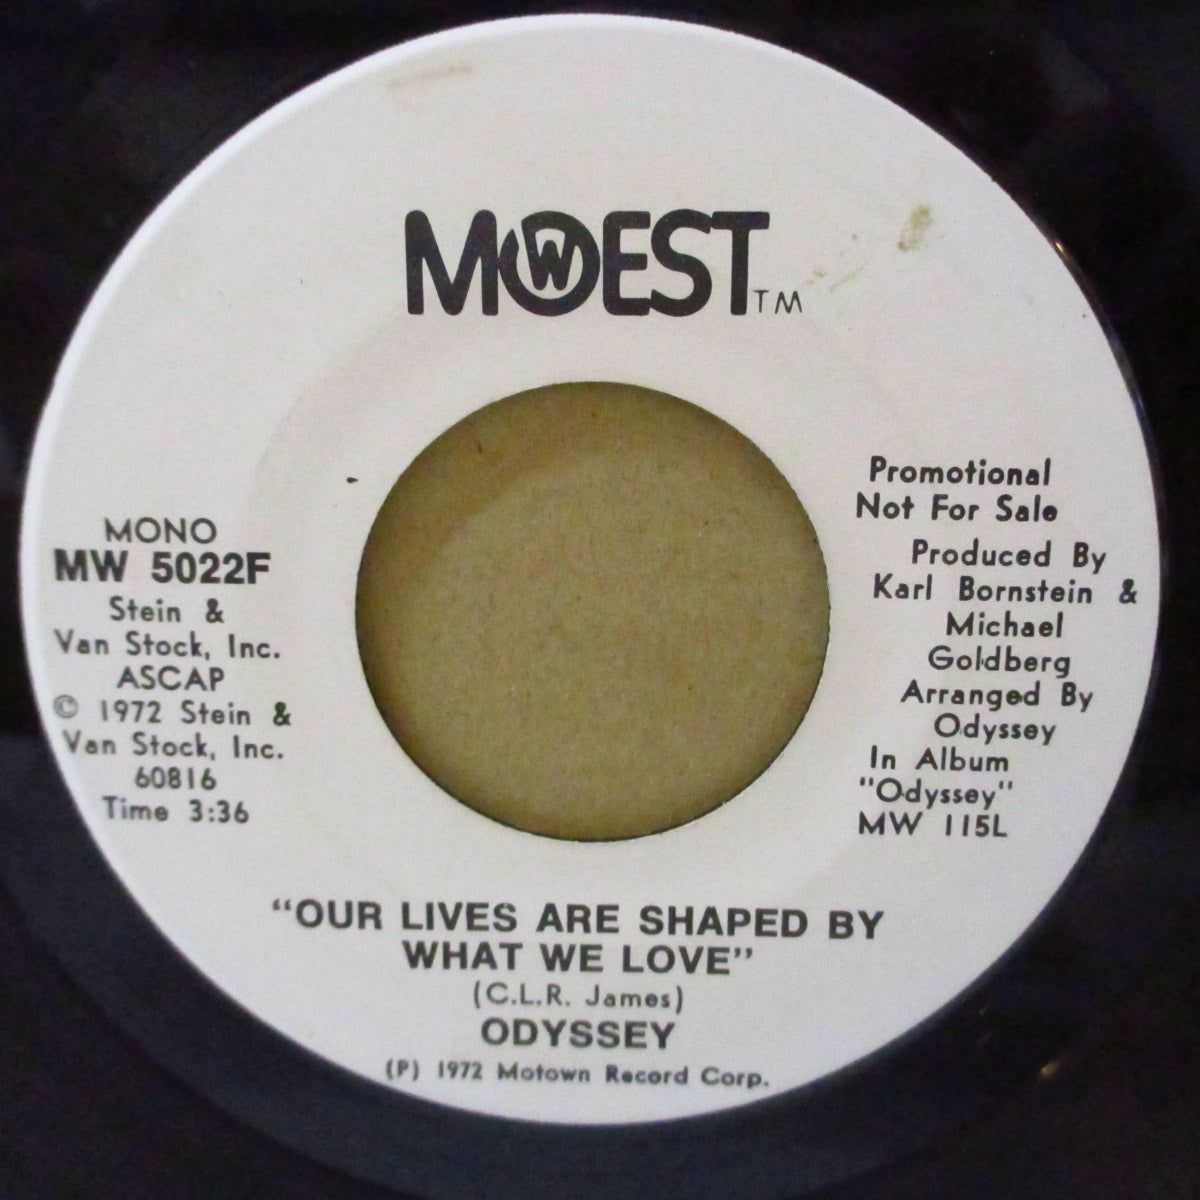 MOWEST TM
MONO
MW 5022F
Stein &
Van Stock, Inc.
ASCAP
© 1972 Stein &
Van Stock, Inc.
60816
Time 3:36
Promotional
Not For Sale
Produced By
Karl Bornstein &
Michael
Goldberg
Arranged By
Odyssey
In Album
"Odyssey"
MW 115L
"OUR LIVES ARE SHAPED BY
WHAT WE LOVE"
(C.L.R. James)
ODYSSEY
(P) 1972 Motown Record Corp.